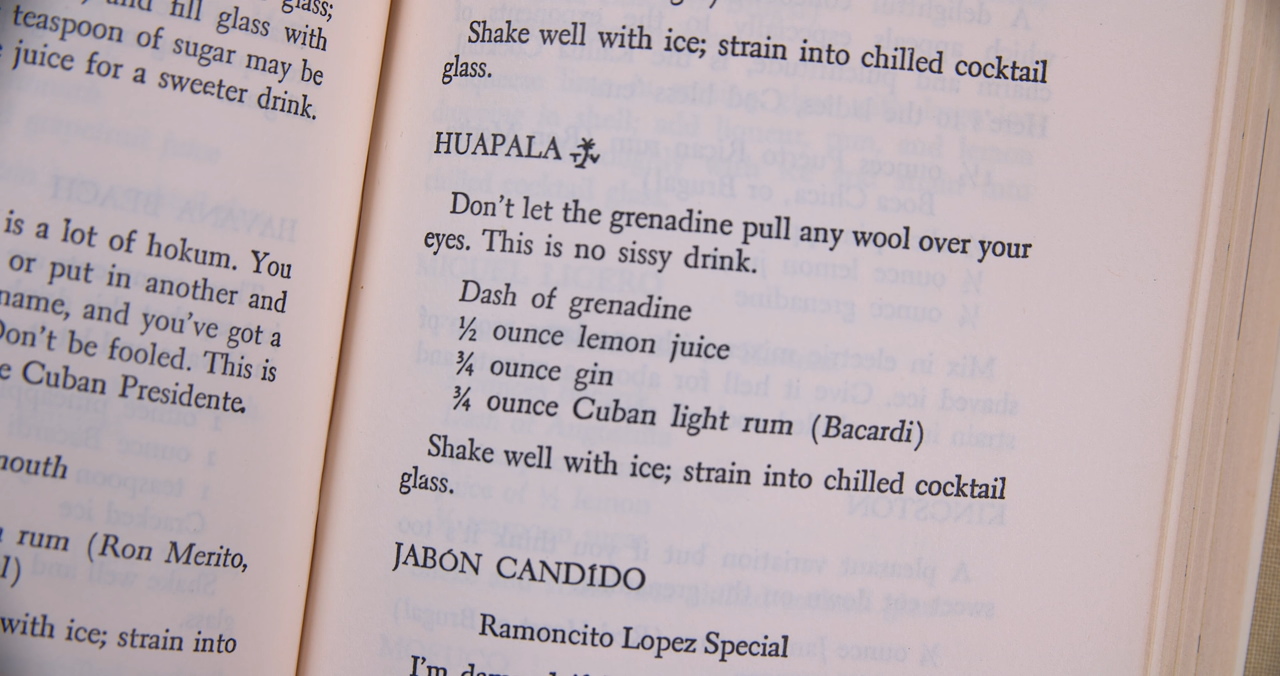 glass;
and fill glass with
teaspoon of sugar may be
juice for a sweeter drink.
is a lot of hokum. You
or put in another and
name, and you've got a
Don't be fooled. This is
Cuban Presidente.
rum (Ron Merito,
with ice; strain into
Shake well with ice; strain into chilled cocktail
glass.
HUAPALA
Don't let the grenadine pull any wool over your
eyes. This is no sissy drink.
Dash of grenadine
½ ounce lemon juice
¾ ounce gin
¾ ounce Cuban light rum (Bacardi)
Shake well with ice; strain into chilled cocktail
glass.
JABÓN CANDÍDO
Ramoncito Lopez Special
I'm